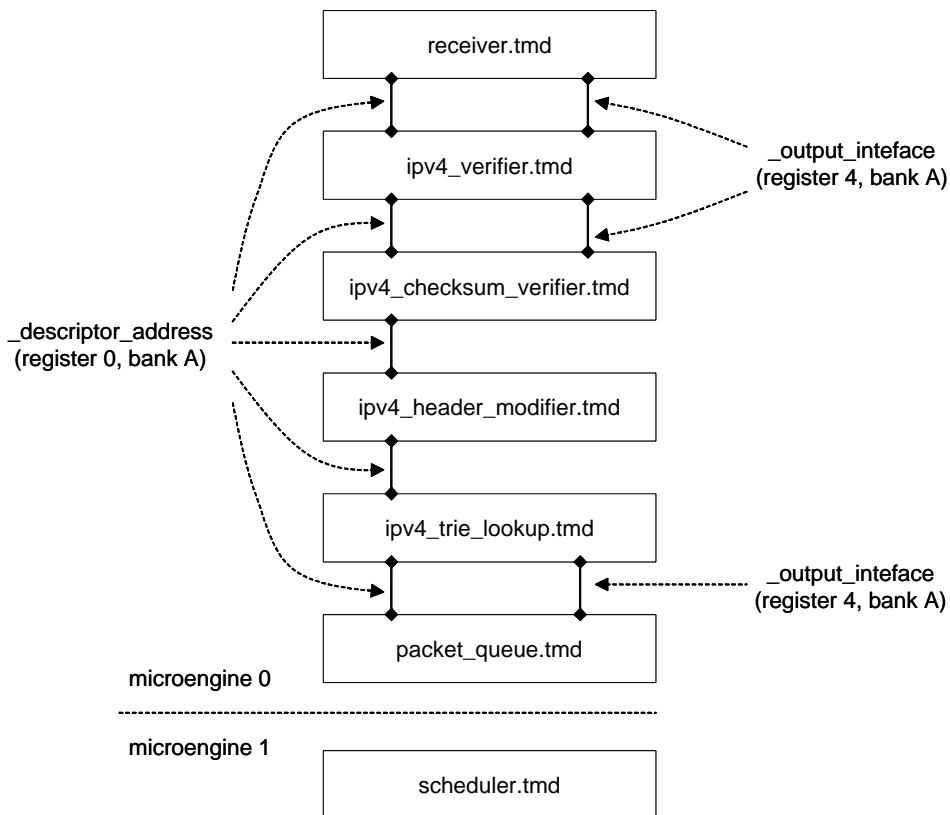 receiver.tmd
ipv4_verifier.tmd
_output_inteface
(register 4, bank A)
ipv4_checksum_verifier.tmd
_descriptor_address
(register 0, bank A)
ipv4_header_modifier.tmd
ipv4_trie_lookup.tmd
_output_inteface
(register 4, bank A)
packet_queue.tmd
microengine 0
microengine 1
scheduler.tmd